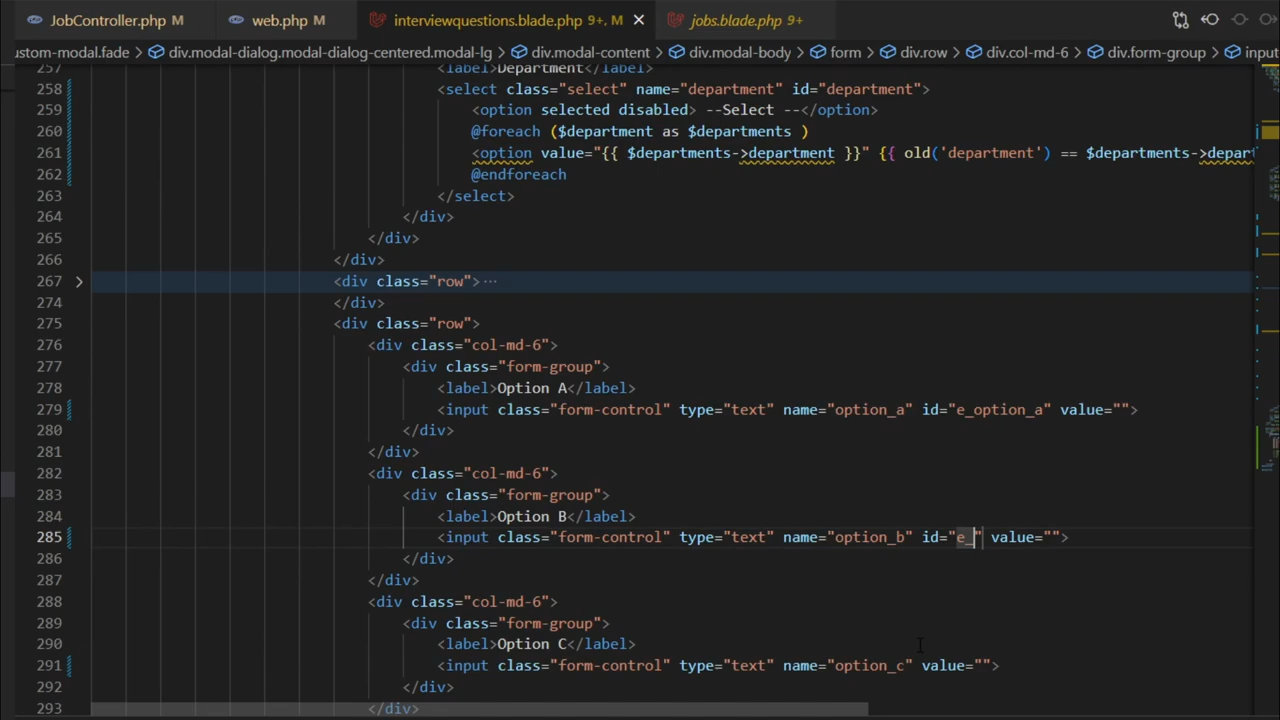 JobController.php M web.php M interviewquestions.blade.php 9+, M jobs.blade.php 9+
ustom-modal.fade > div.modal-dialog.modal-dialog-centered.modal-lg > div.modal-content > div.modal-body > form > div.row > div.col-md-6 > div.form-group > input
257 <label>Department</label>
258 <select class="select" name="department" id="department">
259 <option selected disabled> --Select --</option>
260 @foreach ($department as $departments )
261 <option value="{{ $departments->department }}" {{ old('department') == $departments->depart
262 @endforeach
263 </select>
264 </div>
265 </div>
266 </div>
267 <div class="row">···
274 </div>
275 <div class="row">
276 <div class="col-md-6">
277 <div class="form-group">
278 <label>Option A</label>
279 <input class="form-control" type="text" name="option_a" id="e_option_a" value="">
280 </div>
281 </div>
282 <div class="col-md-6">
283 <div class="form-group">
284 <label>Option B</label>
285 <input class="form-control" type="text" name="option_b" id="e_" value="">
286 </div>
287 </div>
288 <div class="col-md-6">
289 <div class="form-group">
290 <label>Option C</label>
291 <input class="form-control" type="text" name="option_c" value="">
292 </div>
293 </div>